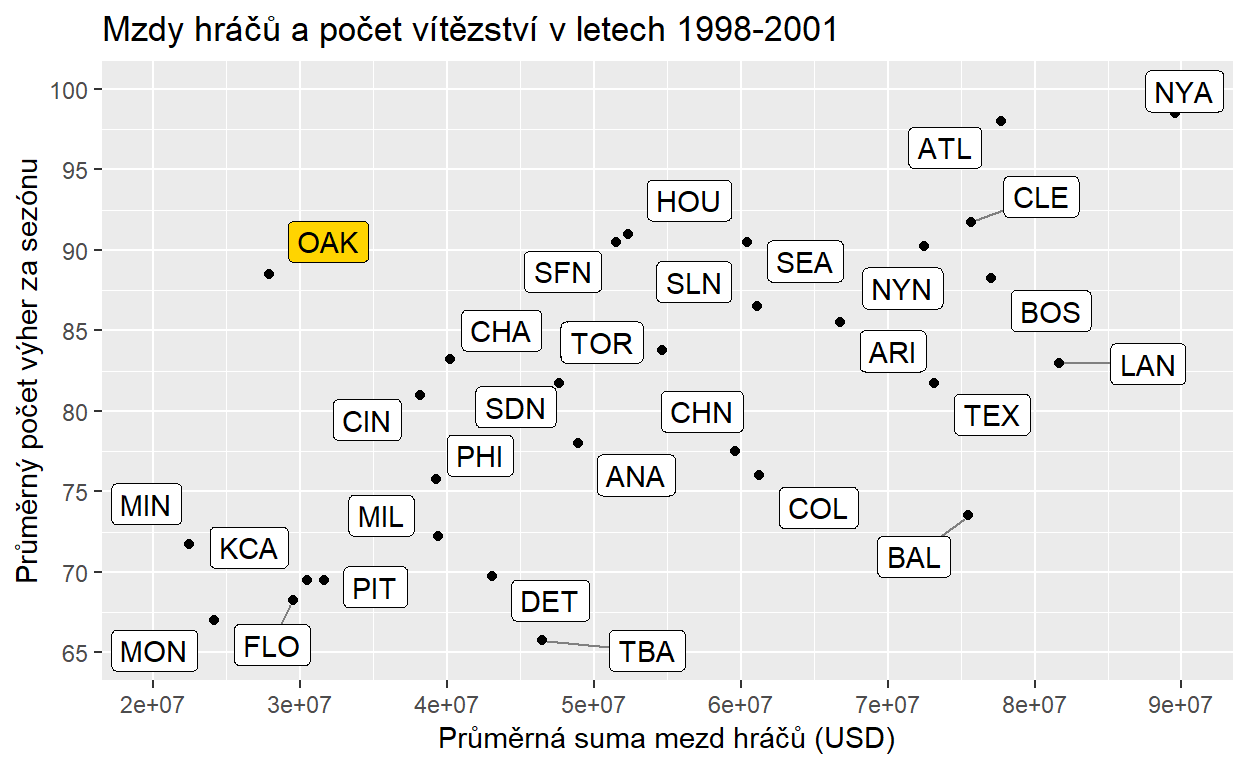 Mzdy hráčů a počet vítězství v letech 1998-2001
Průměrný počet výher za sezónu
100
95
90
85
80
75
70
65
NYA
ATL
CLE
HOU
OAK
SFN
SEA
SLN
NYN
BOS
CHA
TOR
ARI
LAN
SDN
CHN
TEX
CIN
PHI
ANA
MIN
MIL
COL
KCA
BAL
PIT
DET
MON
FLO
TBA
2e+07 3e+07 4e+07 5e+07 6e+07 7e+07 8e+07 9e+07
Průměrná suma mezd hráčů (USD)